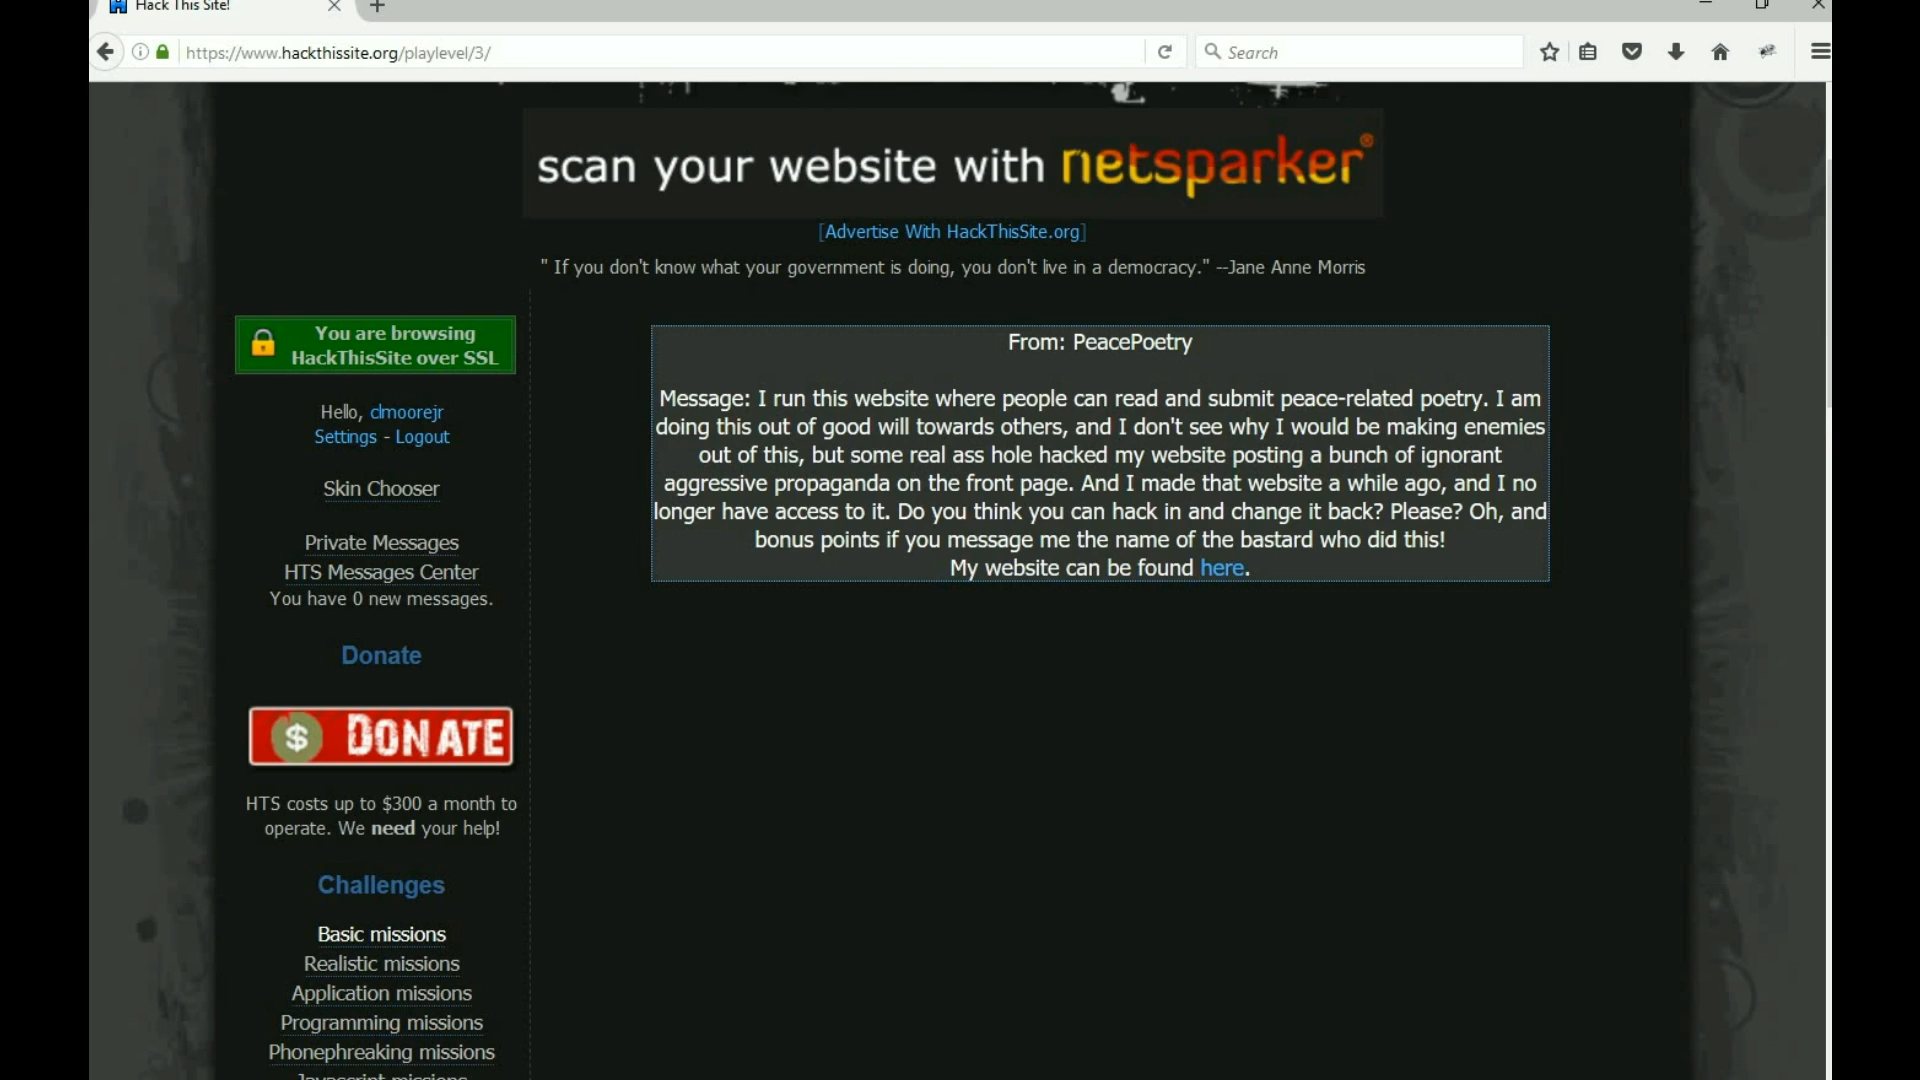 Hack This Site!
https://www.hackthissite.org/playlevel/3/
Search
scan your website with netsparker®
[Advertise With HackThisSite.org]
" If you don't know what your government is doing, you don't live in a democracy." --Jane Anne Morris
You are browsing
HackThisSite over SSL
Hello, clmoorejr
Settings - Logout
Skin Chooser
Private Messages
HTS Messages Center
You have 0 new messages.
Donate
$ DONATE
HTS costs up to $300 a month to
operate. We need your help!
Challenges
Basic missions
Realistic missions
Application missions
Programming missions
Phonephreaking missions
Javascript missions
From: PeacePoetry
Message: I run this website where people can read and submit peace-related poetry. I am
doing this out of good will towards others, and I don't see why I would be making enemies
out of this, but some real ass hole hacked my website posting a bunch of ignorant
aggressive propaganda on the front page. And I made that website a while ago, and I no
longer have access to it. Do you think you can hack in and change it back? Please? Oh, and
bonus points if you message me the name of the bastard who did this!
My website can be found here.